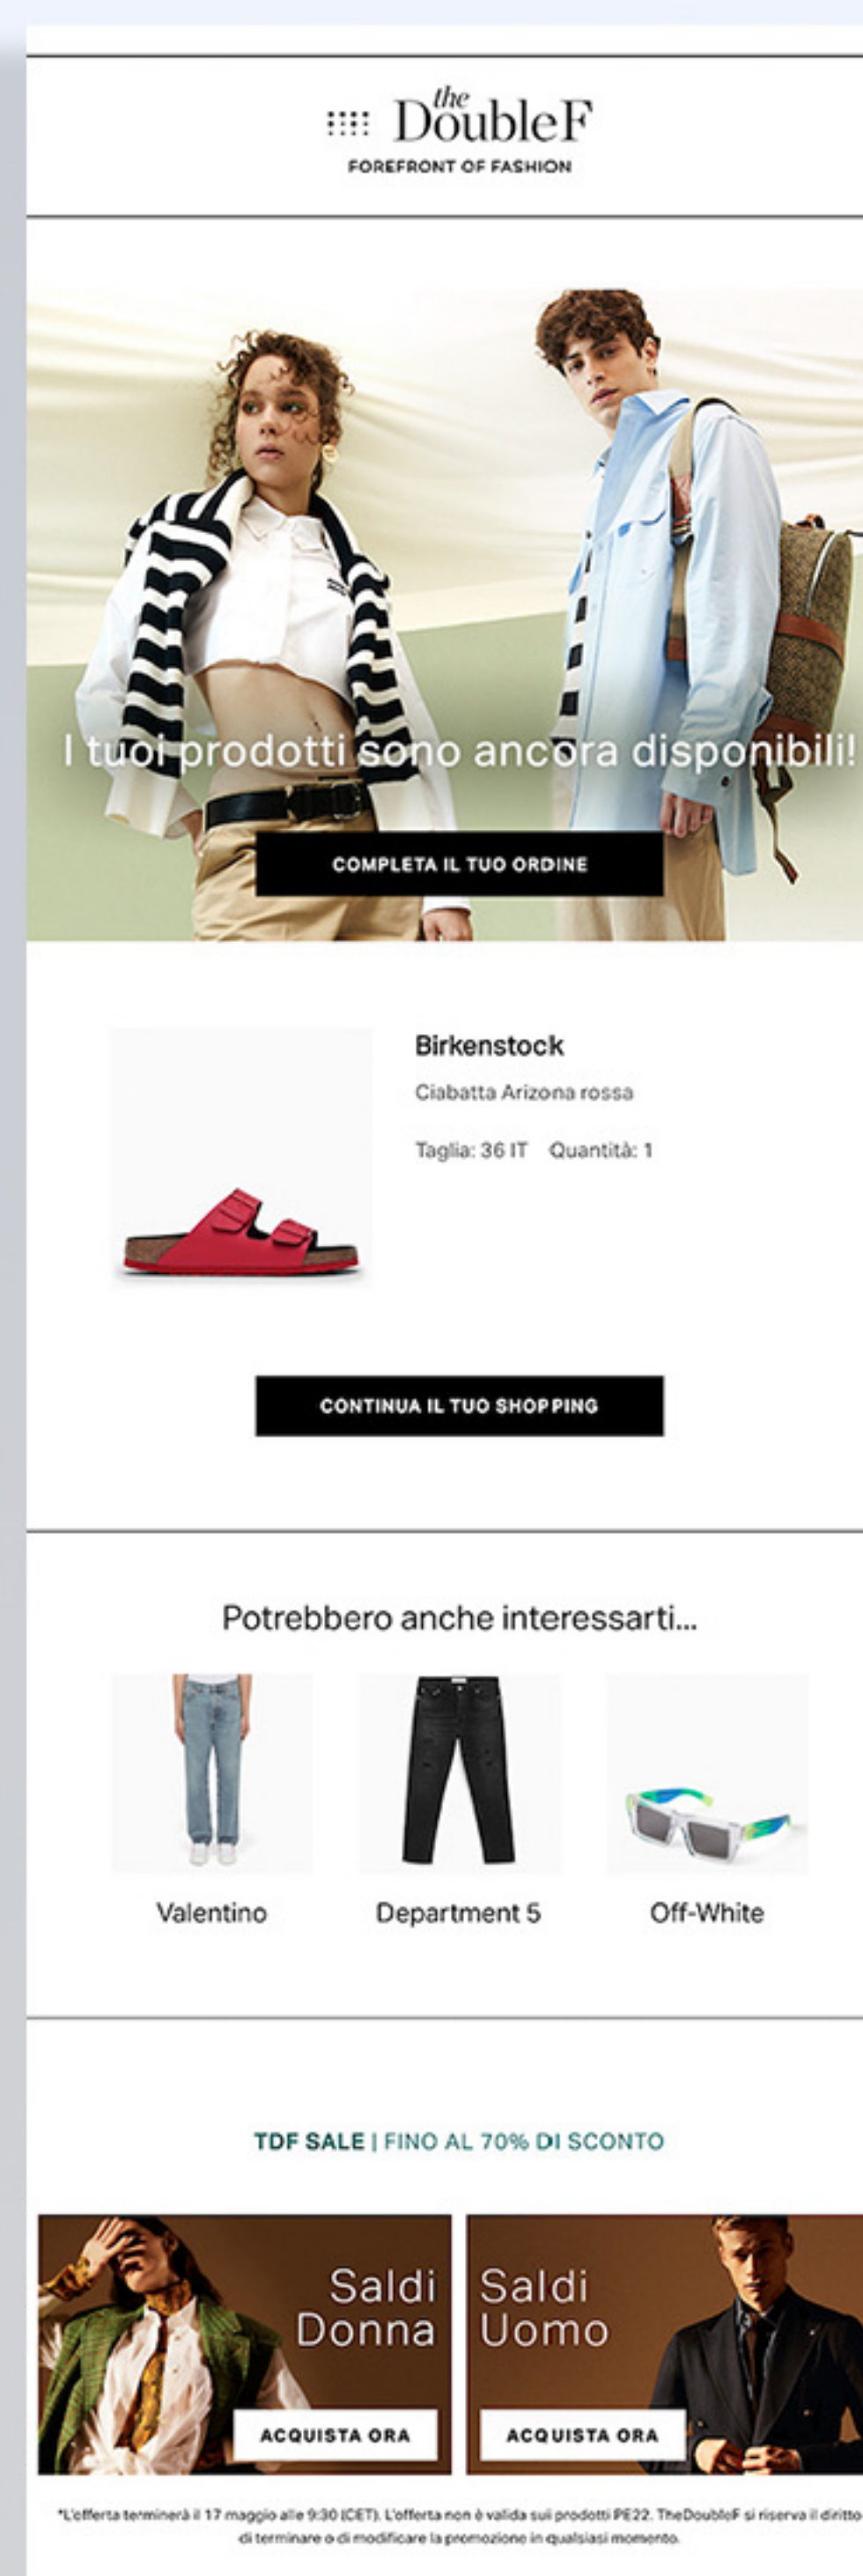 the
DoubleF
FOREFRONT OF FASHION
I tuoi prodotti sono ancora disponibili!
COMPLETA IL TUO ORDINE
Birkenstock
Ciabatta Arizona rossa
Taglia: 36 IT Quantità: 1
CONTINUA IL TUO SHOPPING
Potrebbero anche interessarti...
Valentino
Department 5
Off-White
TDF SALE | FINO AL 70% DI SCONTO
Saldi
Donna
ACQUISTA ORA
Saldi
Uomo
ACQUISTA ORA
*L'offerta terminerà il 17 maggio alle 9:30 (CET). L'offerta non è valida sui prodotti PE22. TheDoubleF si riserva il diritto
di terminare o di modificare la promozione in qualsiasi momento.